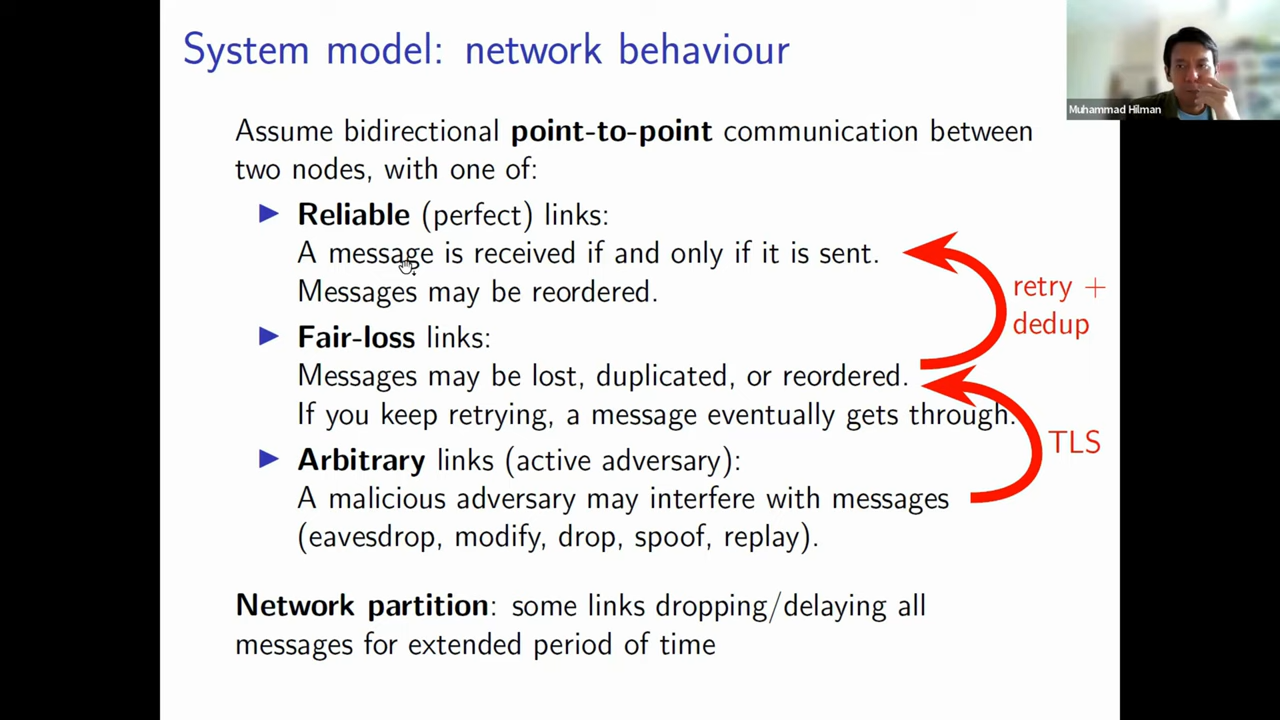 System model: network behaviour
Muhammad Hilman
Assume bidirectional point-to-point communication between
two nodes, with one of:
Reliable (perfect) links:
A message is received if and only if it is sent.
Messages may be reordered.
retry +
dedup
Fair-loss links:
Messages may be lost, duplicated, or reordered.
If you keep retrying, a message eventually gets through.
TLS
Arbitrary links (active adversary):
A malicious adversary may interfere with messages
(eavesdrop, modify, drop, spoof, replay).
Network partition: some links dropping/delaying all
messages for extended period of time